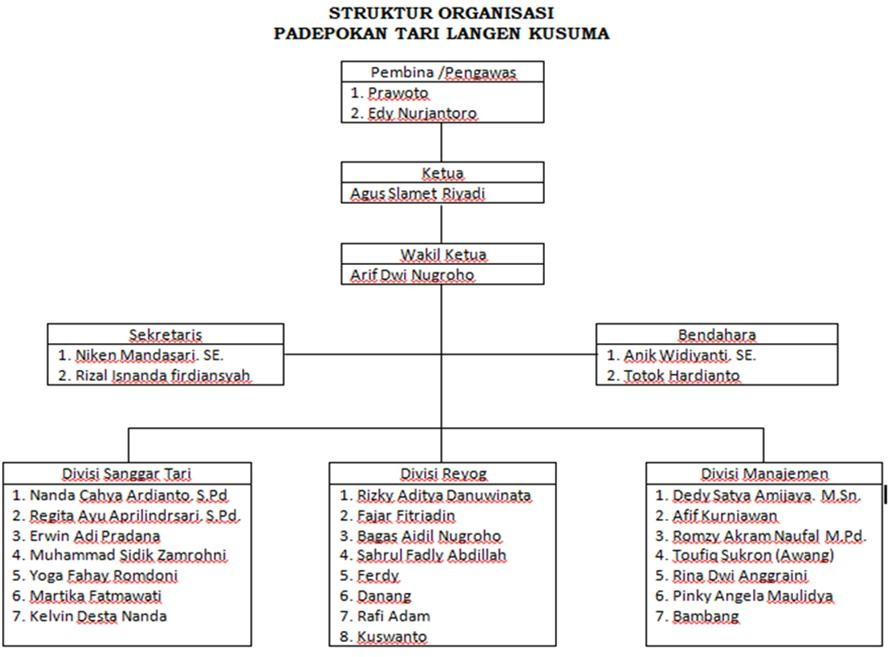 STRUKTUR ORGANISASI
PADEPOKAN TARI LANGEN KUSUMA
Pembina /Pengawas
1. Prawoto
2. Edy Nurjantoro
Ketua
Agus Slamet Riyadi
Wakil Ketua
Arif Dwi Nugroho
Sekretaris
1. Niken Mandasari. SE.
2. Rizal Isnanda firdiansyah
Bendahara
1. Anik Widiyanti. SE.
2. Totok Hardianto
Divisi Sanggar Tari
1. Nanda Cahya Ardianto. S.Pd
2. Regita Ayu Aprilindrsari. S.Pd.
3. Erwin Adi Pradana
4. Muhammad Sidik Zamrohni
5. Yoga Fahay Romdoni
6. Martika Fatmawati
7. Kelvin Desta Nanda
Divisi Reyog
1. Rizky Aditya Danuwinata
2. Fajar Fitriadin
3. Bagas Aidil Nugroho
4. Sahrul Fadly Abdillah
5. Ferdy
6. Danang
7. Rafi Adam
8. Kuswanto
Divisi Manajemen
1. Dedy Satya Amijaya. M.Sn.
2. Afif Kurniawan
3. Romzy Akram Naufal M.Pd.
4. Toufiq Sukron (Awang)
5. Rina Dwi Anggraini
6. Pinky Angela Maulidya
7. Bambang